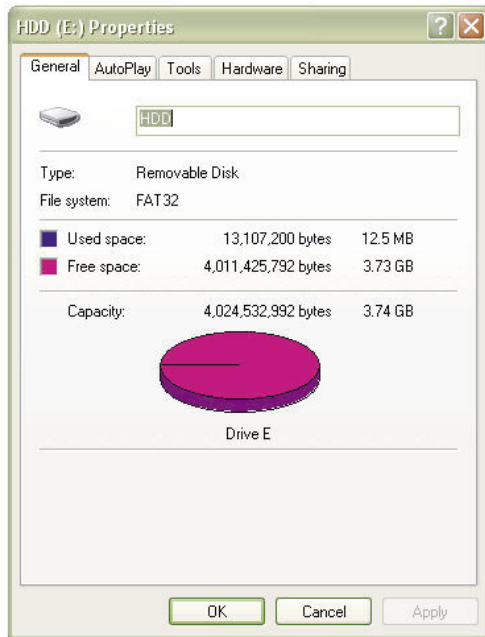 HDD (E:) Properties
General AutoPlay Tools Hardware Sharing
HDD
Type: Removable Disk
File system: FAT32
Used space: 13,107,200 bytes 12.5 MB
Free space: 4,011,425,792 bytes 3.73 GB
Capacity: 4,024,532,992 bytes 3.74 GB
Drive E
OK Cancel Apply